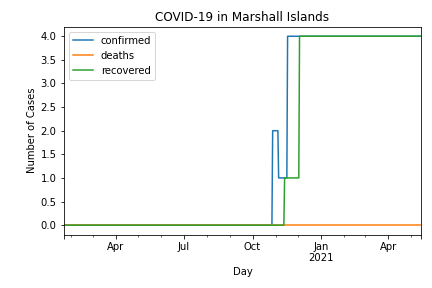 COVID-19 in Marshall Islands
confirmed
deaths
recovered
Number of Cases
4.0
3.5
3.0
2.5
2.0
1.5
1.0
0.5
0.0
Apr
Jul
Oct
Jan
2021
Apr
Day